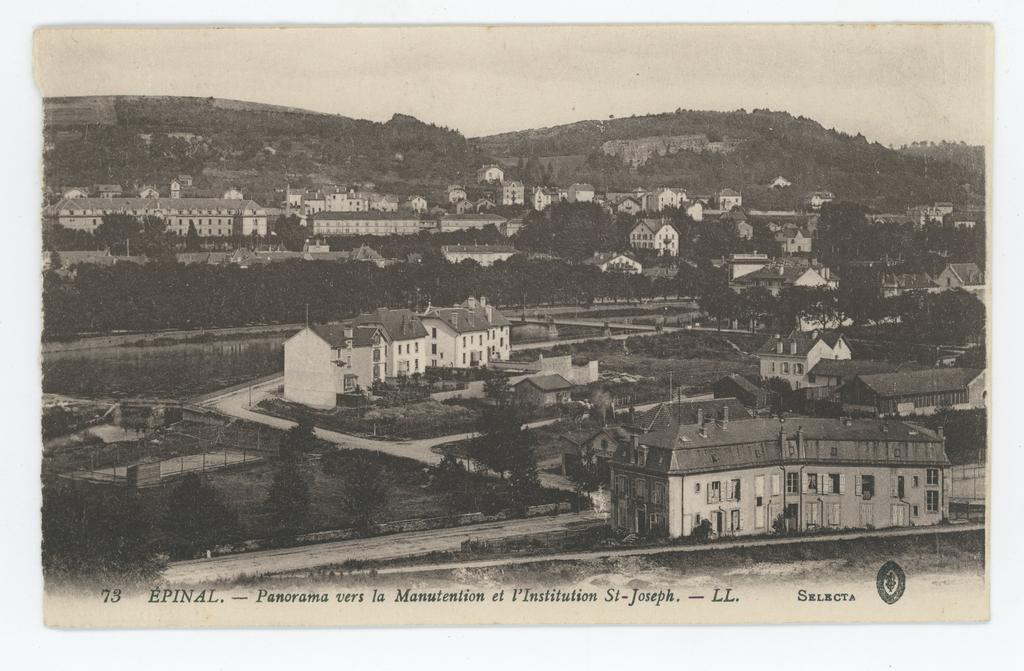 73 ÉPINAL. — Panorama vers la Manutention et l'Institution St-Joseph. — LL. SELECTA